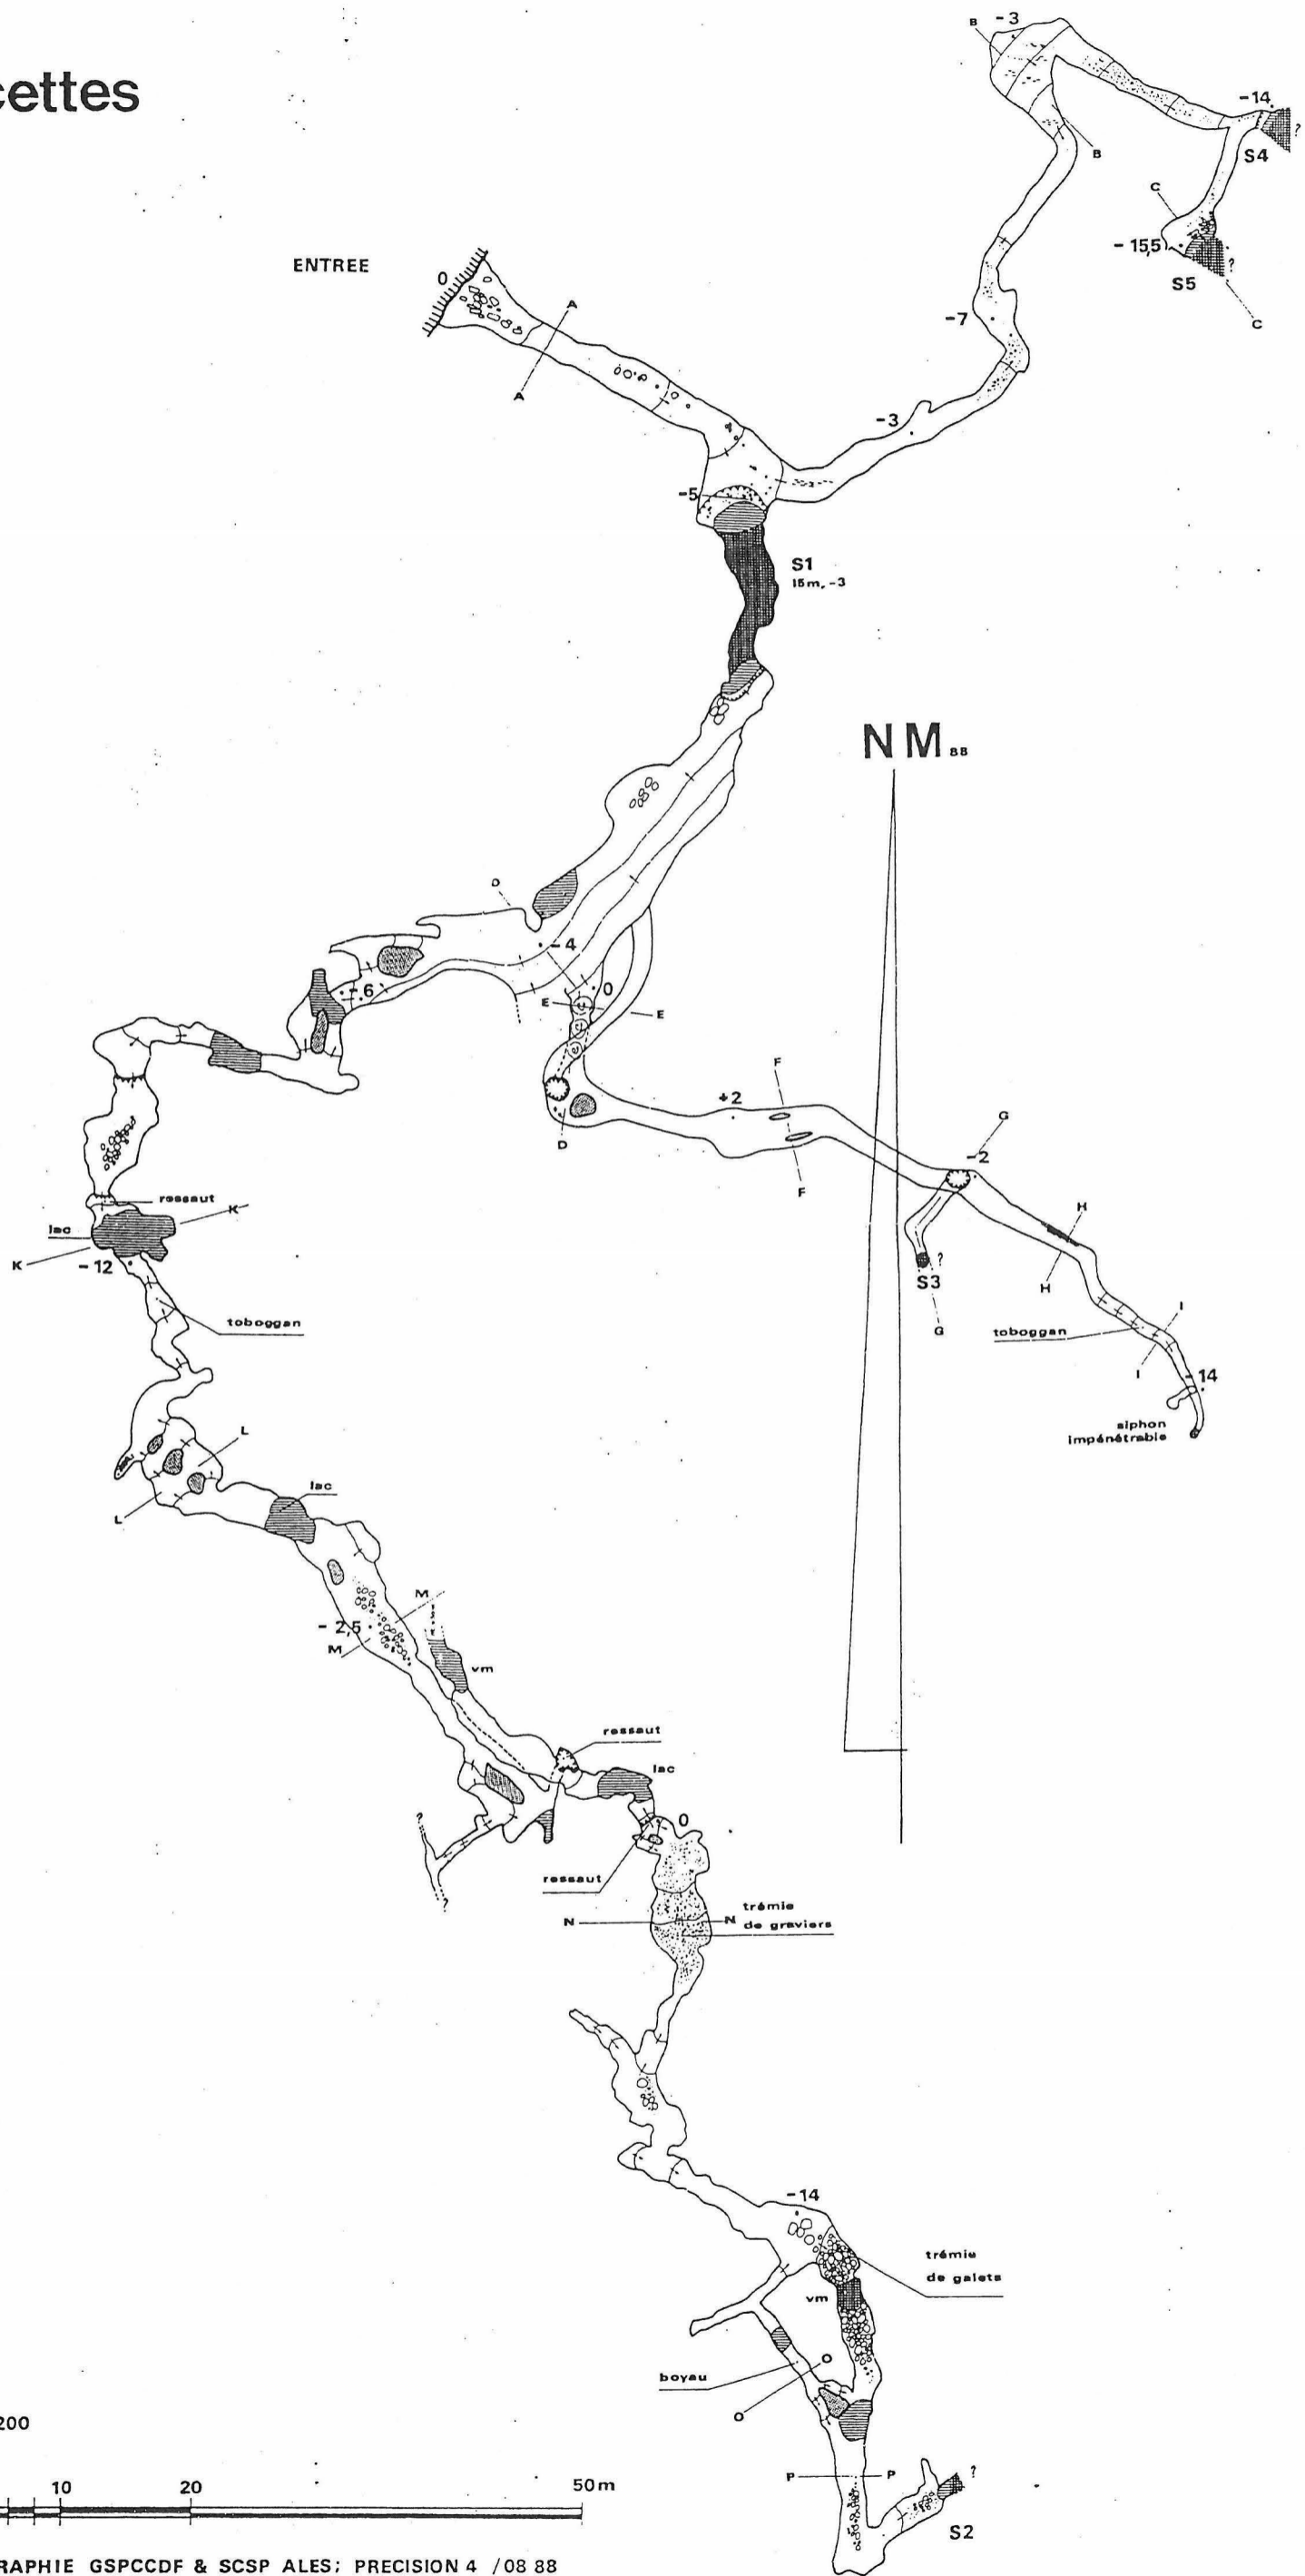 cettes
B
-3
-14
?
B
S4
C
-15,5
?
S5
C
ENTREE
0
A
A
-7
-3
-5
S1
15m, -3
NM 88
D
-4
-6
0
E
E
F
+2
D
F
G
-2
ressaut
K
H
lac
K
-12
?
S3
H
G
toboggan
I
toboggan
I
-14
siphon
impénétrable
L
lac
L
M
-2,5
M
vm
ressaut
lac
0
?
ressaut
?
N
N
trémie
de graviers
-14
trémie
de galets
vm
boyau
O
O
200
P
P
10
20
50m
?
S2
RAPHIE GSPCCDF & SCSP ALES; PRECISION 4 /08 88